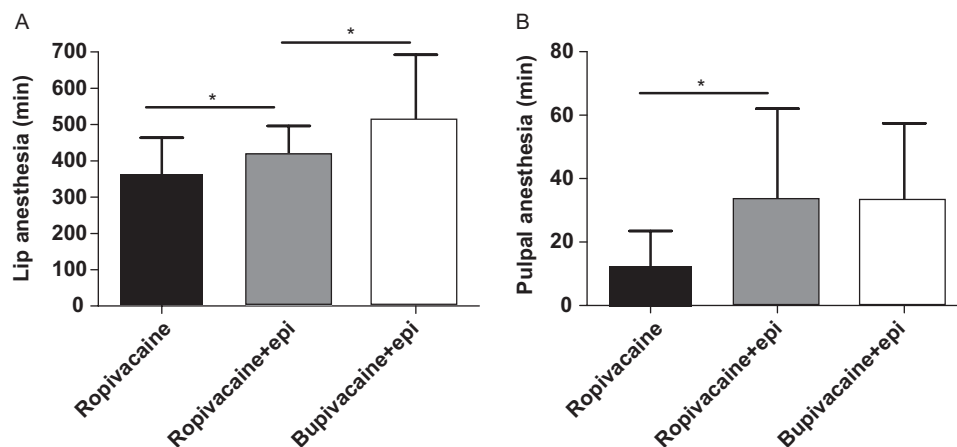 A
Lip anesthesia (min)
700
600
500
400
300
200
100
0
*
*
Ropivacaine
Ropivacaine+epi
Bupivacaine+epi
B
Pulpal anesthesia (min)
80
60
40
20
0
*
Ropivacaine
Ropivacaine+epi
Bupivacaine+epi